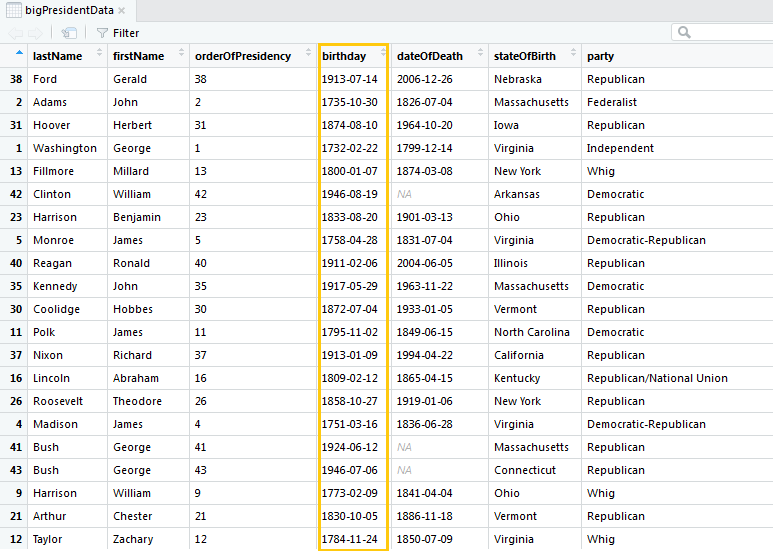 bigPresidentData
Filter
lastName firstName orderOfPresidency birthday dateOfDeath stateOfBirth party
38 Ford Gerald 38 1913-07-14 2006-12-26 Nebraska Republican
2 Adams John 2 1735-10-30 1826-07-04 Massachusetts Federalist
31 Hoover Herbert 31 1874-08-10 1964-10-20 Iowa Republican
1 Washington George 1 1732-02-22 1799-12-14 Virginia Independent
13 Fillmore Millard 13 1800-01-07 1874-03-08 New York Whig
42 Clinton William 42 1946-08-19 NA Arkansas Democratic
23 Harrison Benjamin 23 1833-08-20 1901-03-13 Ohio Republican
5 Monroe James 5 1758-04-28 1831-07-04 Virginia Democratic-Republican
40 Reagan Ronald 40 1911-02-06 2004-06-05 Illinois Republican
35 Kennedy John 35 1917-05-29 1963-11-22 Massachusetts Democratic
30 Coolidge Hobbes 30 1872-07-04 1933-01-05 Vermont Republican
11 Polk James 11 1795-11-02 1849-06-15 North Carolina Democratic
37 Nixon Richard 37 1913-01-09 1994-04-22 California Republican
16 Lincoln Abraham 16 1809-02-12 1865-04-15 Kentucky Republican/National Union
26 Roosevelt Theodore 26 1858-10-27 1919-01-06 New York Republican
4 Madison James 4 1751-03-16 1836-06-28 Virginia Democratic-Republican
41 Bush George 41 1924-06-12 NA Massachusetts Republican
43 Bush George 43 1946-07-06 NA Connecticut Republican
9 Harrison William 9 1773-02-09 1841-04-04 Ohio Whig
21 Arthur Chester 21 1830-10-05 1886-11-18 Vermont Republican
12 Taylor Zachary 12 1784-11-24 1850-07-09 Virginia Whig